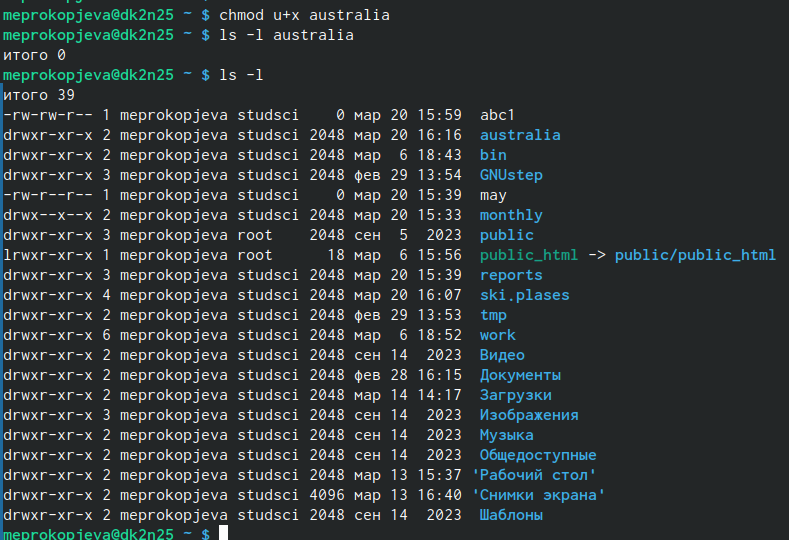 meprokopjeva@dk2n25 ~ $ chmod u+x australia
meprokopjeva@dk2n25 ~ $ ls -l australia
итого 0
meprokopjeva@dk2n25 ~ $ ls -l
итого 39
-rw-rw-r-- 1 meprokopjeva studsci    0 мар 20 15:59  abc1
drwxr-xr-x 2 meprokopjeva studsci 2048 мар 20 16:16  australia
drwxr-xr-x 2 meprokopjeva studsci 2048 мар  6 18:43  bin
drwxr-xr-x 3 meprokopjeva studsci 2048 фев 29 13:54  GNUstep
-rw-r--r-- 1 meprokopjeva studsci    0 мар 20 15:39  may
drwx--x--x 2 meprokopjeva studsci 2048 мар 20 15:33  monthly
drwxr-xr-x 3 meprokopjeva root    2048 сен  5  2023  public
lrwxr-xr-x 1 meprokopjeva root      18 мар  6 15:56  public_html -> public/public_html
drwxr-xr-x 3 meprokopjeva studsci 2048 мар 20 15:39  reports
drwxr-xr-x 4 meprokopjeva studsci 2048 мар 20 16:07  ski.plases
drwxr-xr-x 2 meprokopjeva studsci 2048 фев 29 13:53  tmp
drwxr-xr-x 6 meprokopjeva studsci 2048 мар  6 18:52  work
drwxr-xr-x 2 meprokopjeva studsci 2048 сен 14  2023  Видео
drwxr-xr-x 2 meprokopjeva studsci 2048 фев 28 16:15  Документы
drwxr-xr-x 2 meprokopjeva studsci 2048 мар 14 14:17  Загрузки
drwxr-xr-x 3 meprokopjeva studsci 2048 сен 14  2023  Изображения
drwxr-xr-x 2 meprokopjeva studsci 2048 сен 14  2023  Музыка
drwxr-xr-x 2 meprokopjeva studsci 2048 сен 14  2023  Общедоступные
drwxr-xr-x 2 meprokopjeva studsci 2048 мар 13 15:37 'Рабочий стол'
drwxr-xr-x 2 meprokopjeva studsci 4096 мар 13 16:40 'Снимки экрана'
drwxr-xr-x 2 meprokopjeva studsci 2048 сен 14  2023  Шаблоны
meprokopjeva@dk2n25 ~ $